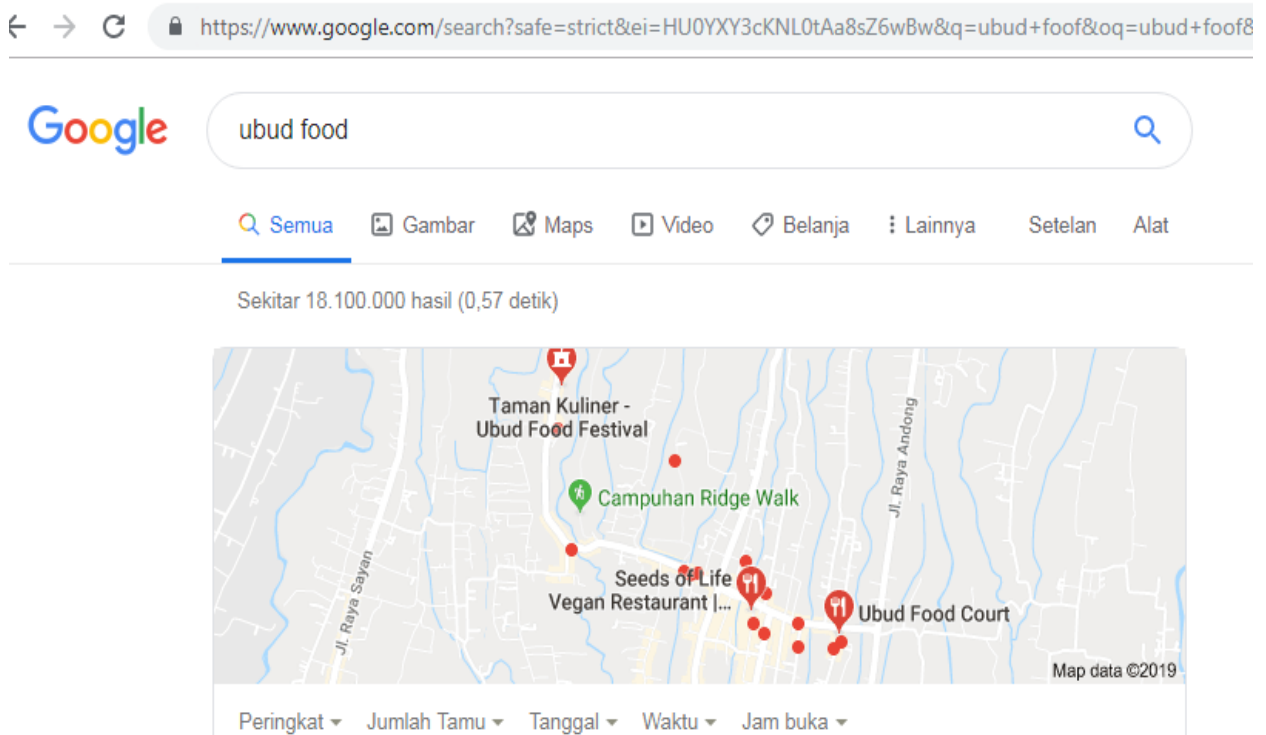 https://www.google.com/search?safe=strict&ei=HU0YXY3cKNL0tAa8sZ6wBw&q=ubud+foof&oq=ubud+foof&
Google
ubud food
Semua Gambar Maps Video Belanja Lainnya Setelan Alat
Sekitar 18.100.000 hasil (0,57 detik)
Taman Kuliner -
Ubud Food Festival
Jl. Raya Andong
Campuhan Ridge Walk
Jl. Raya Sayan
Seeds of Life
Vegan Restaurant |...
Ubud Food Court
Map data ©2019
Peringkat Jumlah Tamu Tanggal Waktu Jam buka